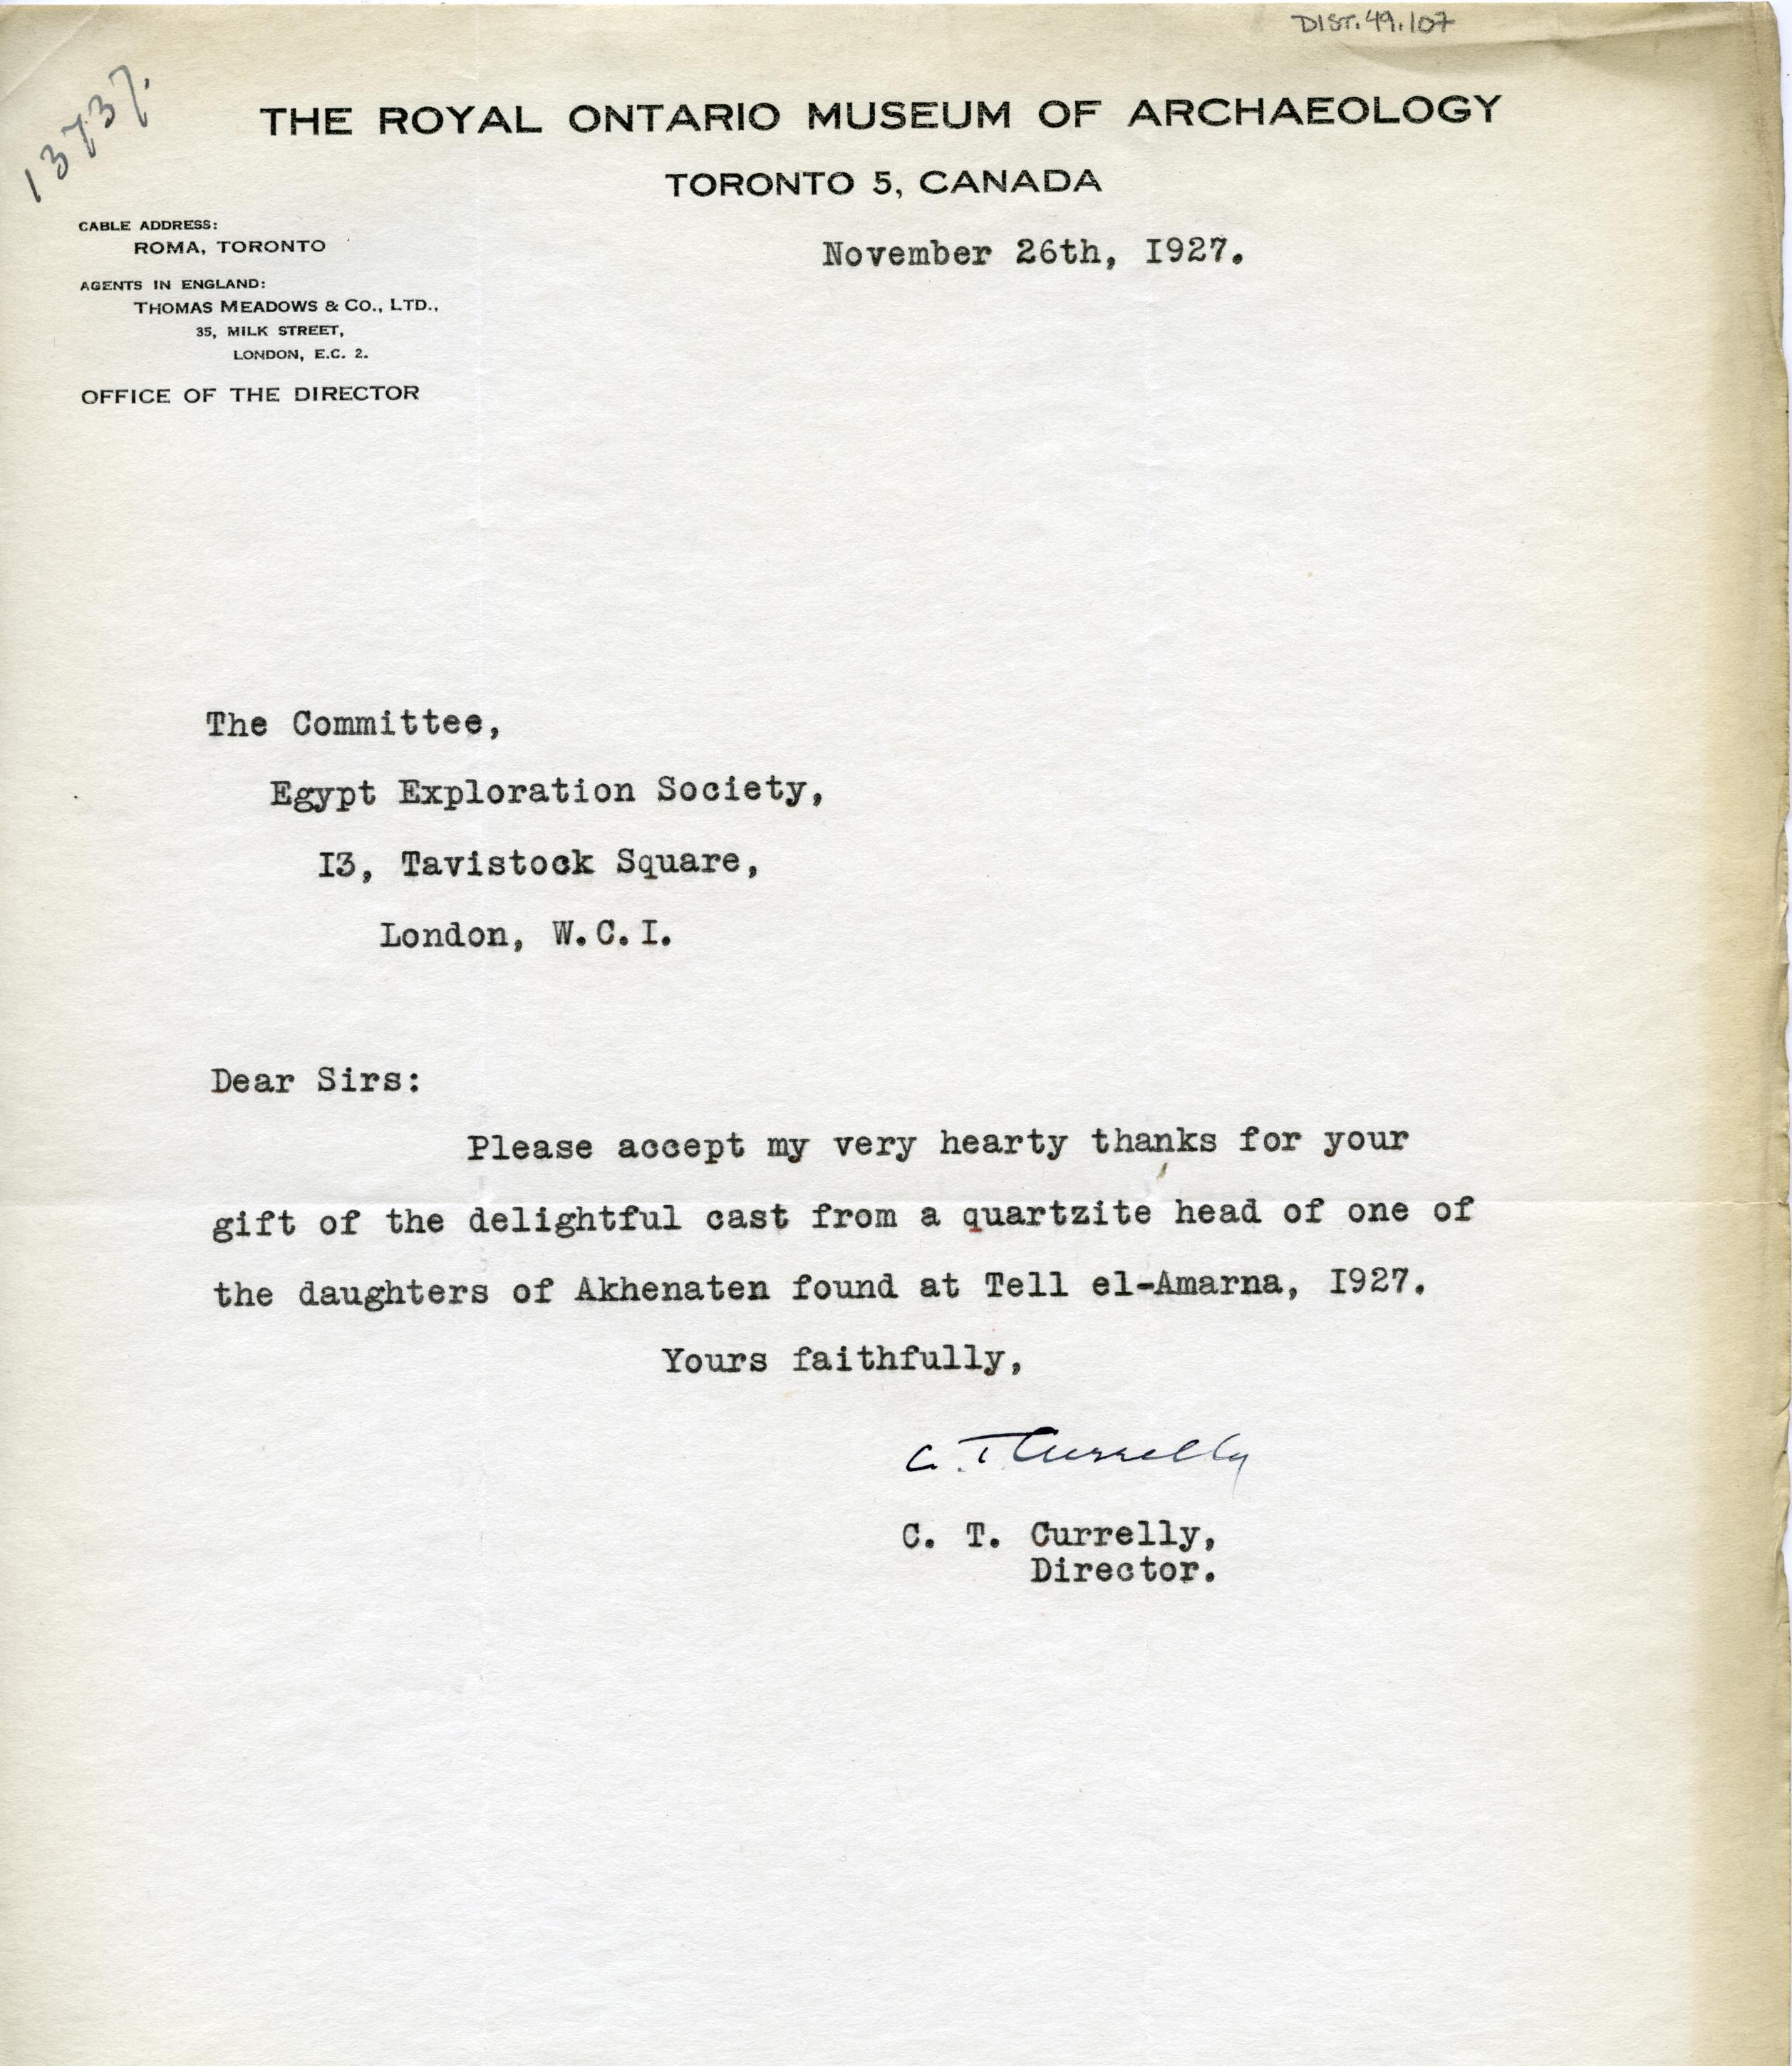 DIST.49.107
13737.
THE ROYAL ONTARIO MUSEUM OF ARCHAEOLOGY
TORONTO 5, CANADA
CABLE ADDRESS:
ROMA, TORONTO
November 26th, I927.
AGENTS IN ENGLAND:
THOMAS MEADOWS & CO., LTD.,
35, MILK STREET,
LONDON, E.C. 2.
OFFICE OF THE DIRECTOR
The Committee,
Egypt Exploration Society,
I3, Tavistock Square,
London, W.C.I.
Dear Sirs:
Please accept my very hearty thanks for your
gift of the delightful cast from a quartzite head of one of
the daughters of Akhenaten found at Tell el-Amarna, I927.
Yours faithfully,
C. T. Currelly
C. T. Currelly,
Director.